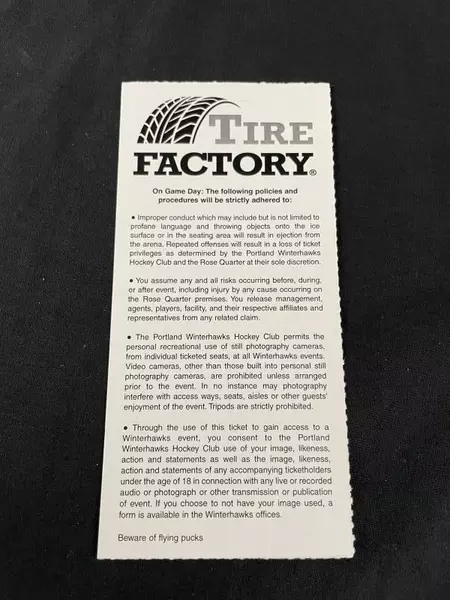 TIRE
FACTORY®
On Game Day: The following policies and
procedures will be strictly adhered to:
● Improper conduct which may include but is not limited to
profane language and throwing objects onto the ice
surface or in the seating area will result in ejection from
the arena. Repeated offenses will result in a loss of ticket
privileges as determined by the Portland Winterhawks
Hockey Club and the Rose Quarter at their sole discretion.
● You assume any and all risks occurring before, during,
or after event, including injury by any cause occurring on
the Rose Quarter premises. You release management,
agents, players, facility, and their respective affiliates and
representatives from any related claim.
● The Portland Winterhawks Hockey Club permits the
personal recreational use of still photography cameras,
from individual ticketed seats, at all Winterhawks events.
Video cameras, other than those built into personal still
photography cameras, are prohibited unless arranged
prior to the event. In no instance may photography
interfere with access ways, seats, aisles or other guests'
enjoyment of the event. Tripods are strictly prohibited.
● Through the use of this ticket to gain access to a
Winterhawks event, you consent to the Portland
Winterhawks Hockey Club use of your image, likeness,
action and statements as well as the image, likeness,
action and statements of any accompanying ticketholders
under the age of 18 in connection with any live or recorded
audio or photograph or other transmission or publication
of event. If you choose to not have your image used, a
form is available in the Winterhawks offices.
Beware of flying pucks